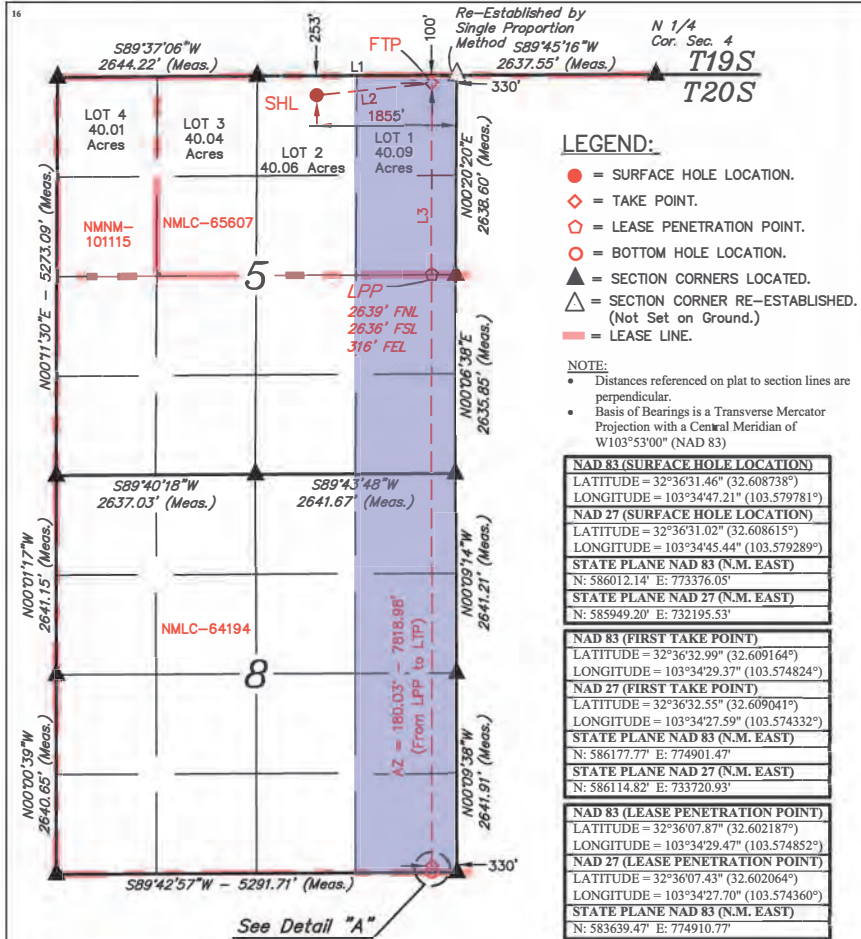 16
S89°37'06"W
2644.22' (Meas.)
253'
FTP
100'
Re-Established by
Single Proportion
Method
S89°45'16"W
2637.55' (Meas.)
N 1/4
Cor. Sec. 4
T19S
T20S
L1
330'
SHL
L2
1855'
LOT 4
40.01
Acres
LOT 3
40.04
Acres
LOT 2
40.06 Acres
LOT 1
40.09
Acres
N00°20'20"E
2638.60' (Meas.)
L3
NMNM-
101115
NMLC-65607
5
LPP
2639' FNL
2636' FSL
316' FEL
N00°11'30"E - 5273.09' (Meas.)
N00°06'38"E
2635.85' (Meas.)
S89°40'18"W
2637.03' (Meas.)
S89°43'48"W
2641.67' (Meas.)
N00°01'17"W
2641.15' (Meas.)
N00°09'14"W
2641.21' (Meas.)
NMLC-64194
8
AZ = 180.03° - 7818.98'
(From LPP to LTP)
N00°00'39"W
2640.65' (Meas.)
N00°09'38"W
2641.91' (Meas.)
330'
S89°42'57"W - 5291.71' (Meas.)
See Detail "A"
LEGEND:
= SURFACE HOLE LOCATION.
= TAKE POINT.
= LEASE PENETRATION POINT.
= BOTTOM HOLE LOCATION.
= SECTION CORNERS LOCATED.
= SECTION CORNER RE-ESTABLISHED.
(Not Set on Ground.)
= LEASE LINE.
NOTE:
• Distances referenced on plat to section lines are
perpendicular.
• Basis of Bearings is a Transverse Mercator
Projection with a Central Meridian of
W103°53'00" (NAD 83)
NAD 83 (SURFACE HOLE LOCATION)
LATITUDE = 32°36'31.46" (32.608738°)
LONGITUDE = 103°34'47.21" (103.579781°)
NAD 27 (SURFACE HOLE LOCATION)
LATITUDE = 32°36'31.02" (32.608615°)
LONGITUDE = 103°34'45.44" (103.579289°)
STATE PLANE NAD 83 (N.M. EAST)
N: 586012.14' E: 773376.05'
STATE PLANE NAD 27 (N.M. EAST)
N: 585949.20' E: 732195.53'
NAD 83 (FIRST TAKE POINT)
LATITUDE = 32°36'32.99" (32.609164°)
LONGITUDE = 103°34'29.37" (103.574824°)
NAD 27 (FIRST TAKE POINT)
LATITUDE = 32°36'32.55" (32.609041°)
LONGITUDE = 103°34'27.59" (103.574332°)
STATE PLANE NAD 83 (N.M. EAST)
N: 586177.77' E: 774901.47'
STATE PLANE NAD 27 (N.M. EAST)
N: 586114.82' E: 733720.93'
NAD 83 (LEASE PENETRATION POINT)
LATITUDE = 32°36'07.87" (32.602187°)
LONGITUDE = 103°34'29.47" (103.574852°)
NAD 27 (LEASE PENETRATION POINT)
LATITUDE = 32°36'07.43" (32.602064°)
LONGITUDE = 103°34'27.70" (103.574360°)
STATE PLANE NAD 83 (N.M. EAST)
N: 583639.47' E: 774910.77'